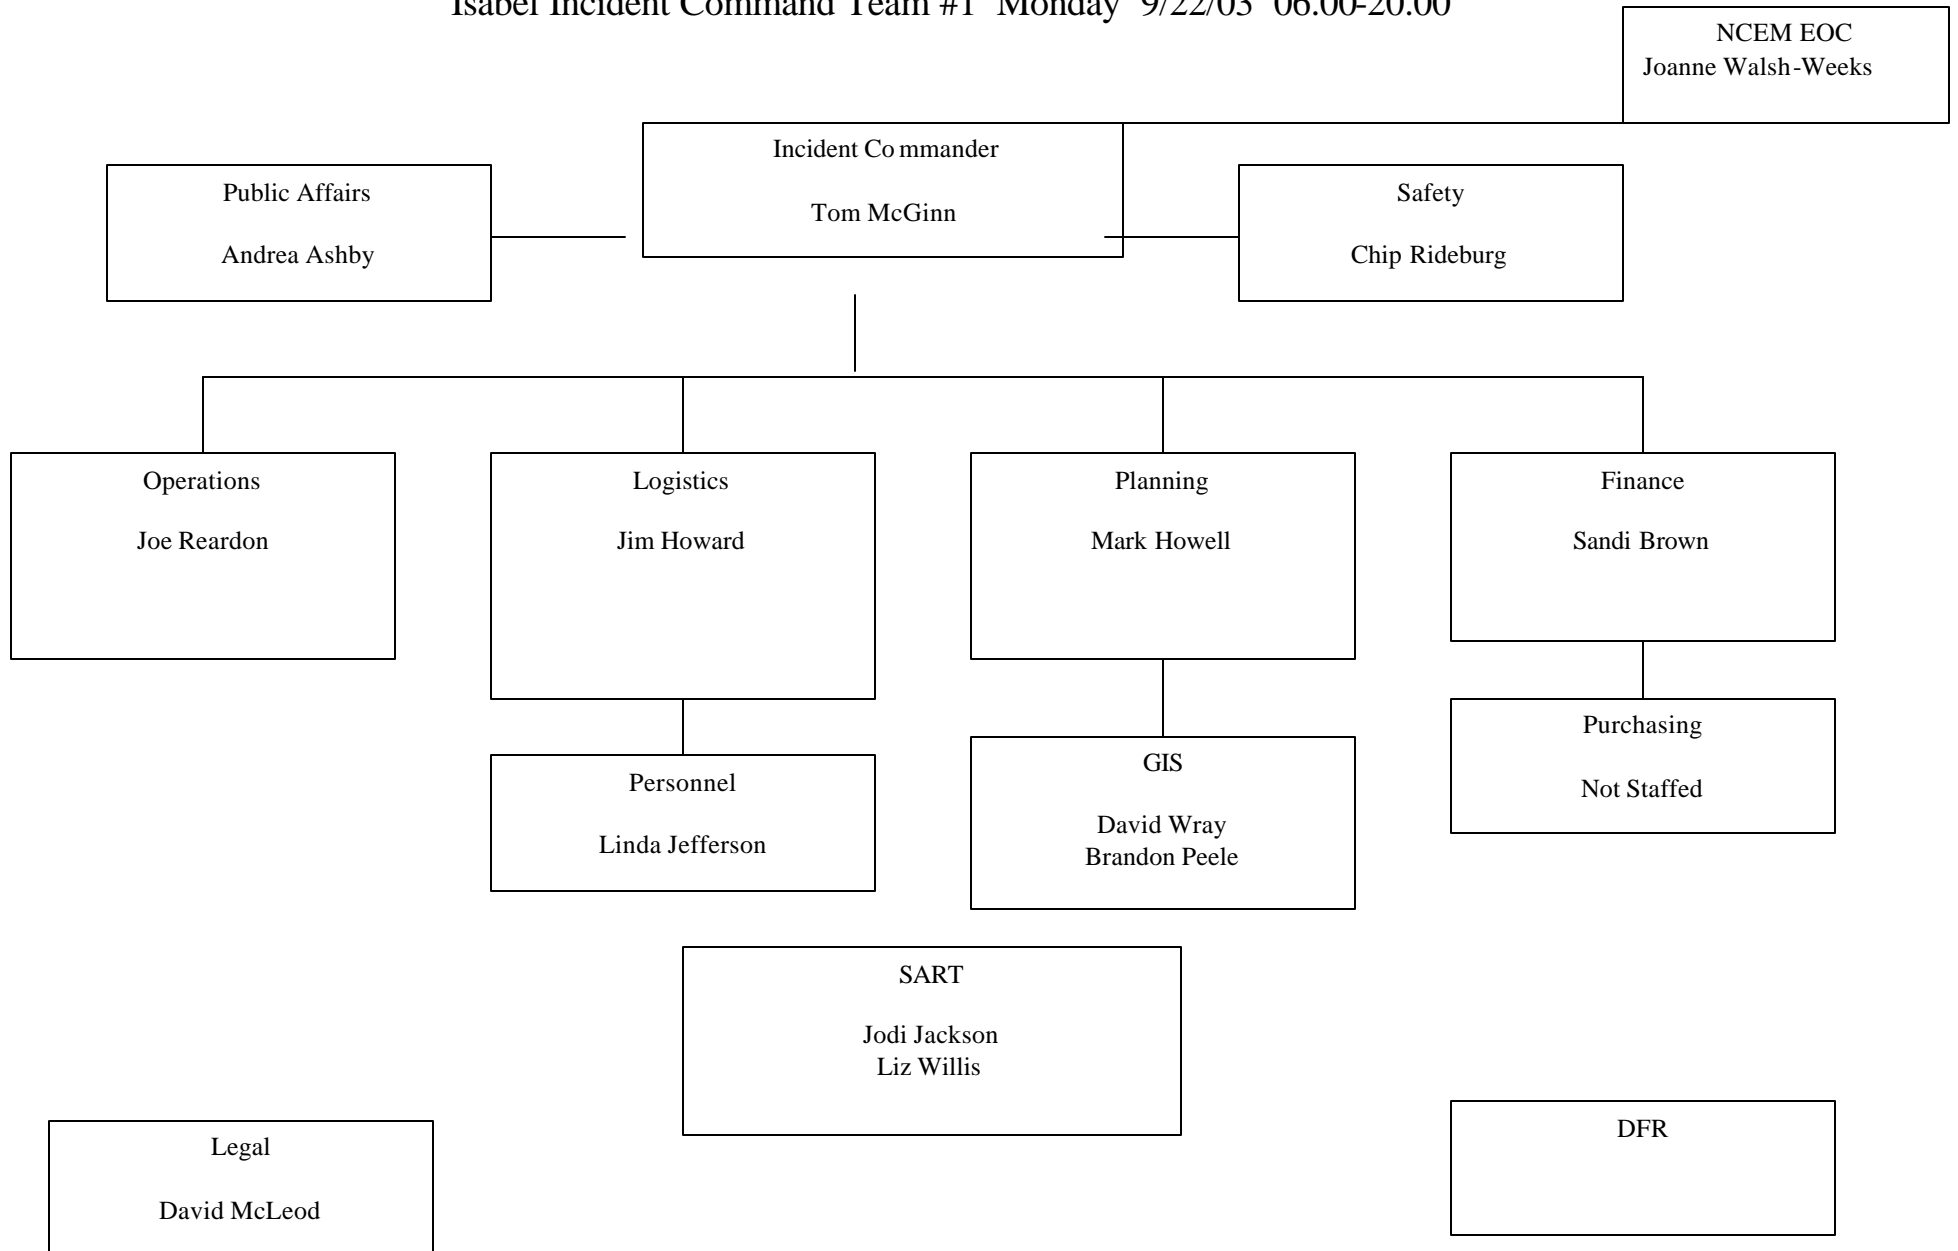 Isabel Incident Command Team #1 Monday 9/22/03 06:00-20:00
NCEM EOC
Joanne Walsh-Weeks
Incident Commander
Tom McGinn
Public Affairs
Andrea Ashby
Safety
Chip Rideburg
Operations
Joe Reardon
Logistics
Jim Howard
Planning
Mark Howell
Finance
Sandi Brown
Personnel
Linda Jefferson
GIS
David Wray
Brandon Peele
Purchasing
Not Staffed
SART
Jodi Jackson
Liz Willis
Legal
David McLeod
DFR